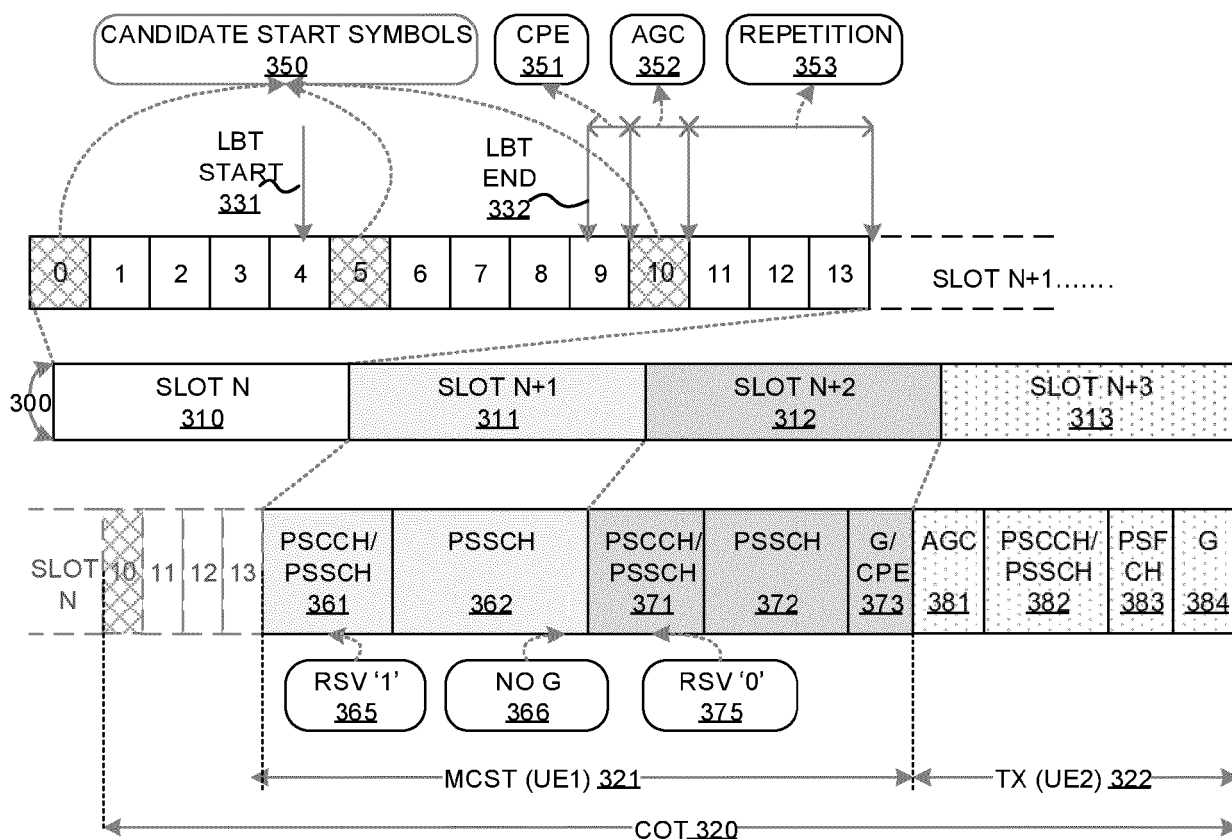 CANDIDATE START SYMBOLS
350
CPE
351
AGC
352
REPETITION
353
LBT
START
331
LBT
END
332
0 1 2 3 4 5 6 7 8 9 10 11 12 13
SLOT N+1.......
300
SLOT N
310
SLOT N+1
311
SLOT N+2
312
SLOT N+3
313
SLOT
N
10 11 12 13
PSCCH/
PSSCH
361
PSSCH
362
PSCCH/
PSSCH
371
PSSCH
372
G/
CPE
373
AGC
381
PSCCH/
PSSCH
382
PSF
CH
383
G
384
RSV '1'
365
NO G
366
RSV '0'
375
MCST (UE1) 321
TX (UE2) 322
COT 320